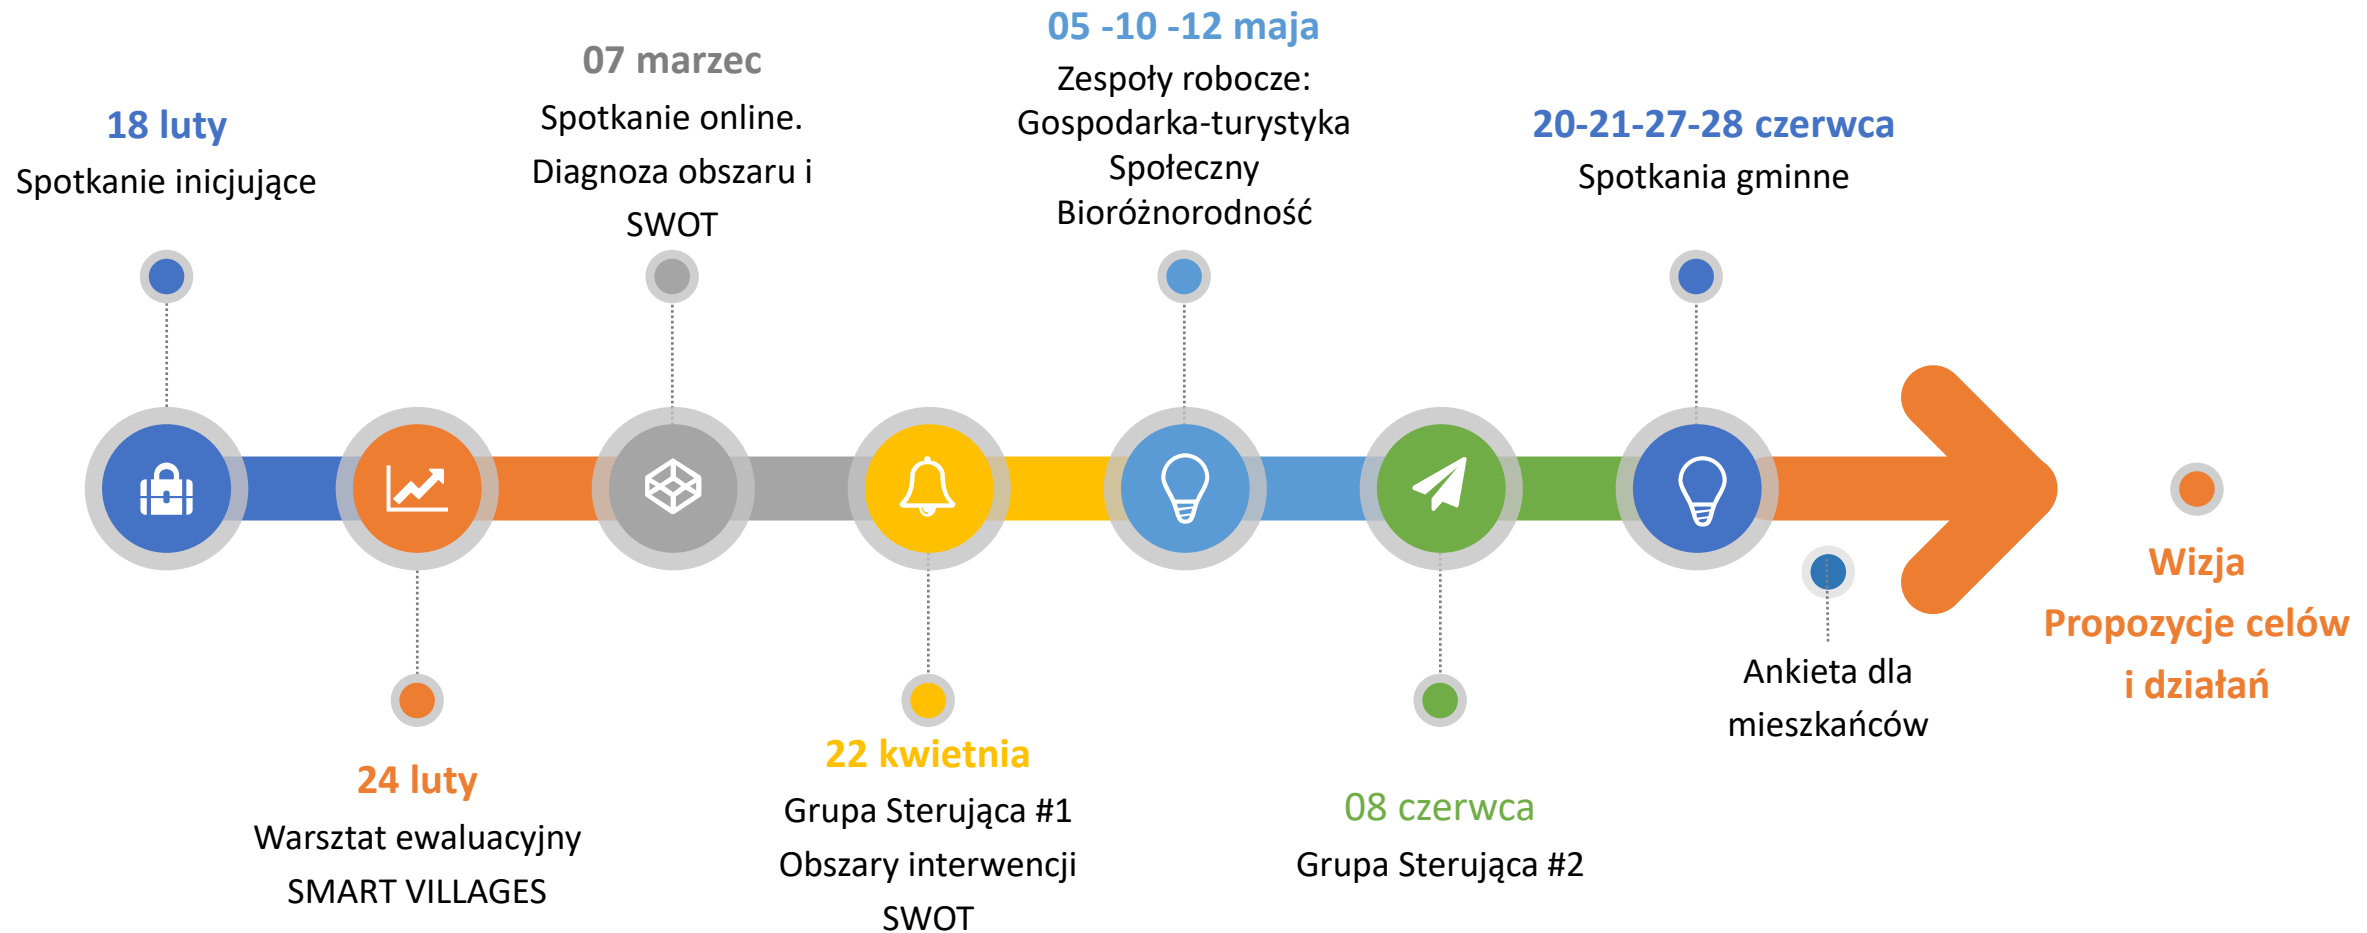 18 luty
Spotkanie inicjujące
24 luty
Warsztat ewaluacyjny
SMART VILLAGES
07 marzec
Spotkanie online.
Diagnoza obszaru i
SWOT
22 kwietnia
Grupa Sterująca #1
Obszary interwencji
SWOT
05 -10 -12 maja
Zespoły robocze:
Gospodarka-turystyka
Społeczny
Bioróżnorodność
08 czerwca
Grupa Sterująca #2
20-21-27-28 czerwca
Spotkania gminne
Ankieta dla
mieszkańców
Wizja
Propozycje celów
i działań